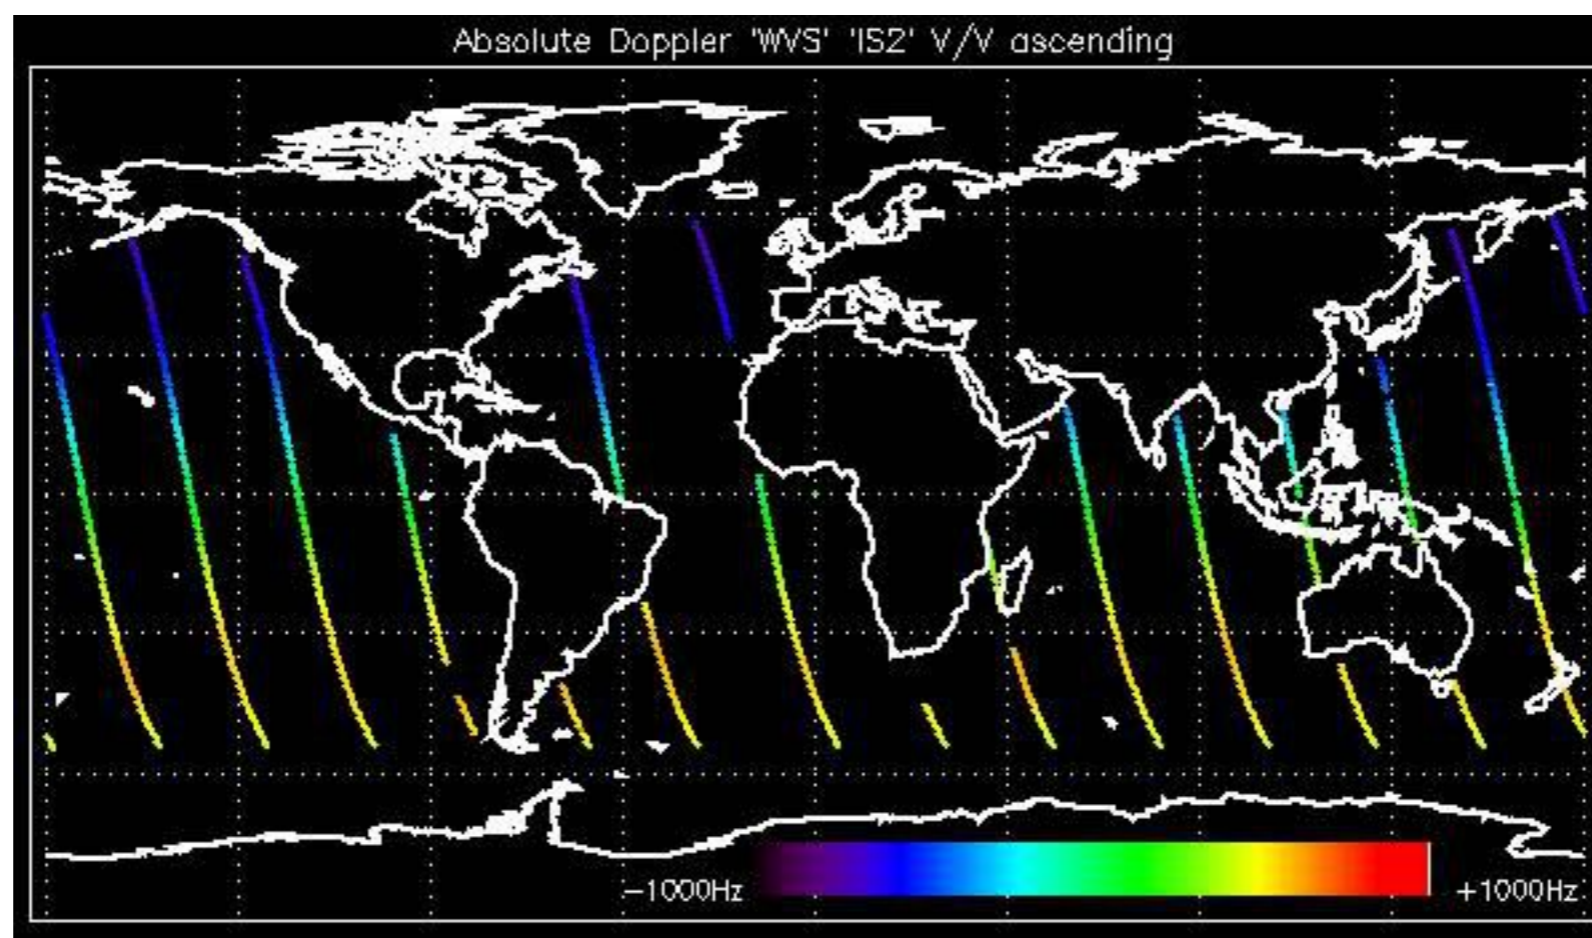 Absolute Doppler 'WVS' 'IS2' V/V ascending
-1000Hz +1000Hz